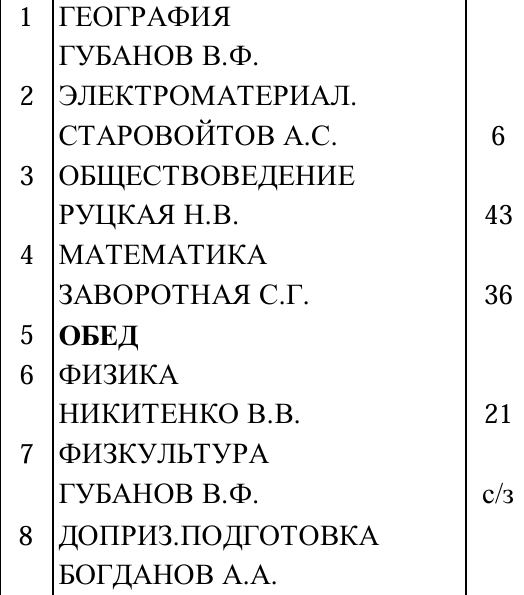 1 ГЕОГРАФИЯ
ГУБАНОВ В.Ф.
2 ЭЛЕКТРОМАТЕРИАЛ.
СТАРОВОЙТОВ А.С. 6
3 ОБЩЕСТВОВЕДЕНИЕ
РУЦКАЯ Н.В. 43
4 МАТЕМАТИКА
ЗАВОРОТНАЯ С.Г. 36
5 ОБЕД
6 ФИЗИКА
НИКИТЕНКО В.В. 21
7 ФИЗКУЛЬТУРА
ГУБАНОВ В.Ф. с/з
8 ДОПРИЗ.ПОДГОТОВКА
БОГДАНОВ А.А.